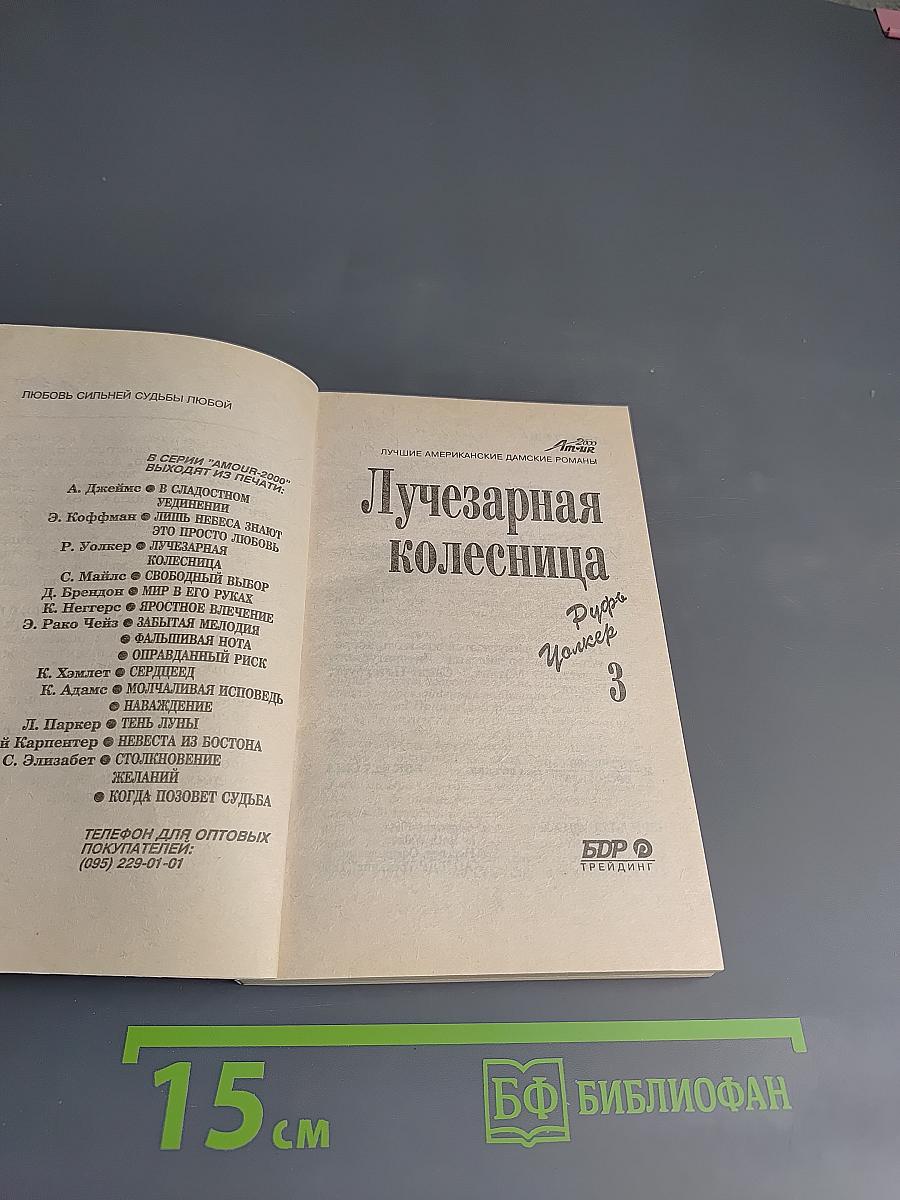 ЛЮБОВЬ СИЛЬНЕЙ СУДЬБЫ ЛЮБОЙ
В СЕРИИ "AMOUR-2000"
ВЫХОДЯТ ИЗ ПЕЧАТИ:
А. Джеймс ● В СЛАДОСТНОМ
УЕДИНЕНИИ
Э. Коффман ● ЛИШЬ НЕБЕСА ЗНАЮТ
ЭТО ПРОСТО ЛЮБОВЬ
Р. Уолкер ● ЛУЧЕЗАРНАЯ
КОЛЕСНИЦА
С. Майлс ● СВОБОДНЫЙ ВЫБОР
Д. Брендон ● МИР В ЕГО РУКАХ
К. Неггерс ● ЯРОСТНОЕ ВЛЕЧЕНИЕ
Э. Рако Чейз ● ЗАБЫТАЯ МЕЛОДИЯ
● ФАЛЬШИВАЯ НОТА
● ОПРАВДАННЫЙ РИСК
К. Хэмлет ● СЕРДЦЕЕД
К. Адамс ● МОЛЧАЛИВАЯ ИСПОВЕДЬ
● НАВАЖДЕНИЕ
Л. Паркер ● ТЕНЬ ЛУНЫ
й Карпентер ● НЕВЕСТА ИЗ БОСТОНА
С. Элизабет ● СТОЛКНОВЕНИЕ
ЖЕЛАНИЙ
● КОГДА ПОЗОВЕТ СУДЬБА
ТЕЛЕФОН ДЛЯ ОПТОВЫХ
ПОКУПАТЕЛЕЙ:
(095) 229-01-01
2000
AMOUR
ЛУЧШИЕ АМЕРИКАНСКИЕ ДАМСКИЕ РОМАНЫ
Лучезарная
колесница
Руфь
Уолкер
3
БДР
ТРЕЙДИНГ
15 см
БФ БИБЛИОФАН